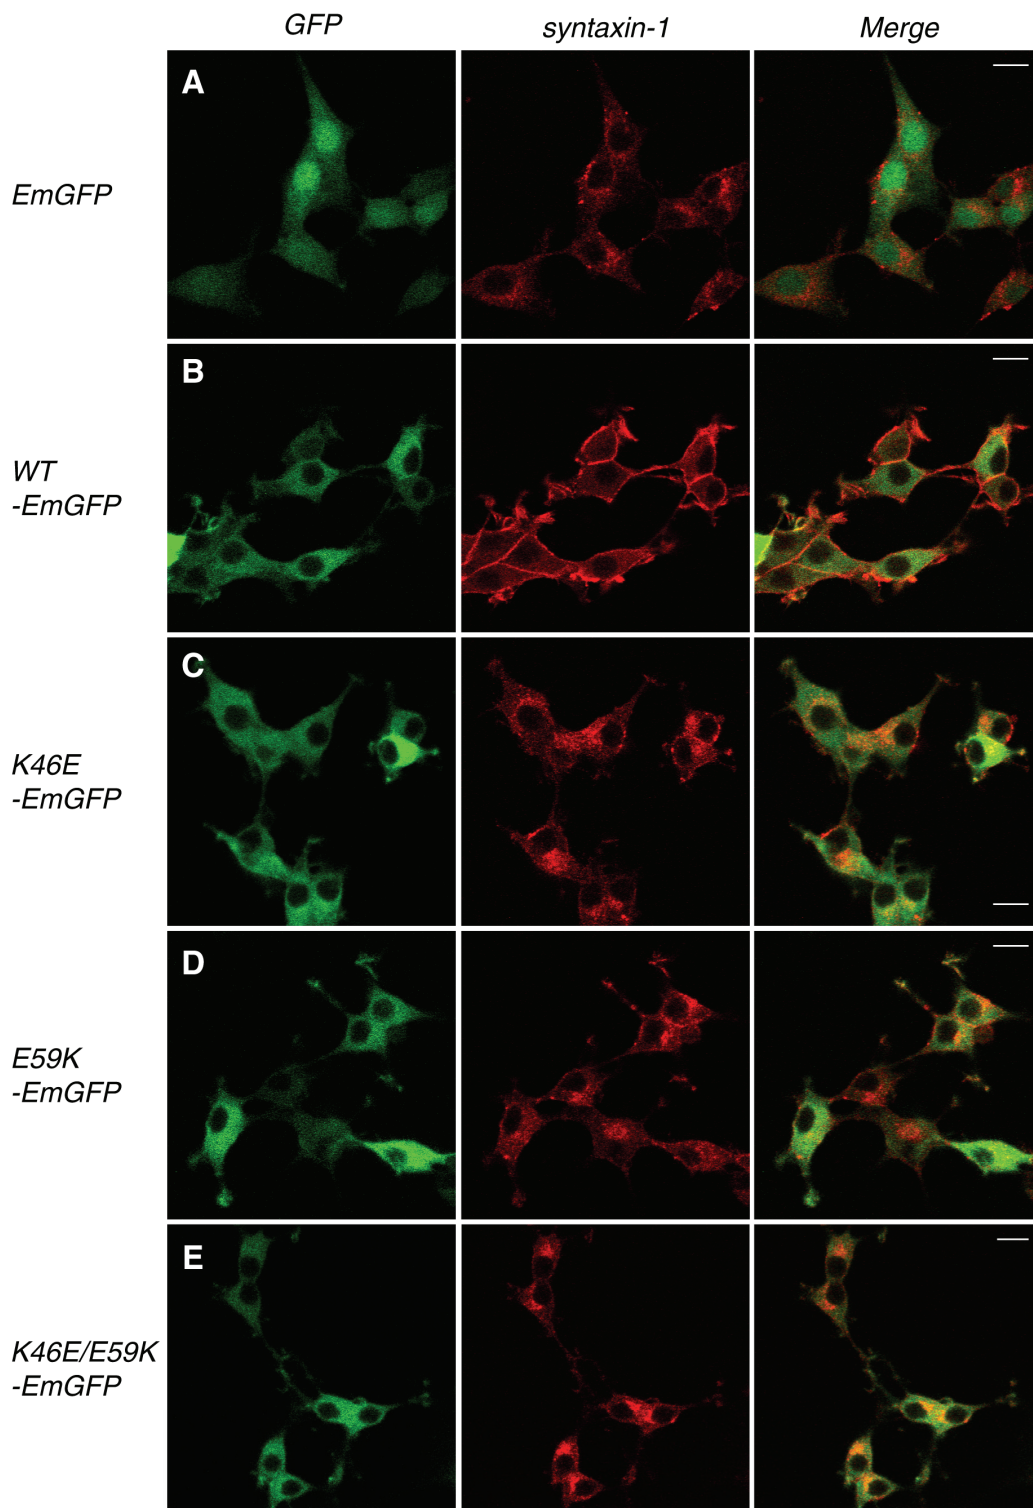 GFP
syntaxin-1
Merge
A
EmGFP
B
WT
-EmGFP
C
K46E
-EmGFP
D
E59K
-EmGFP
E
K46E/E59K
-EmGFP